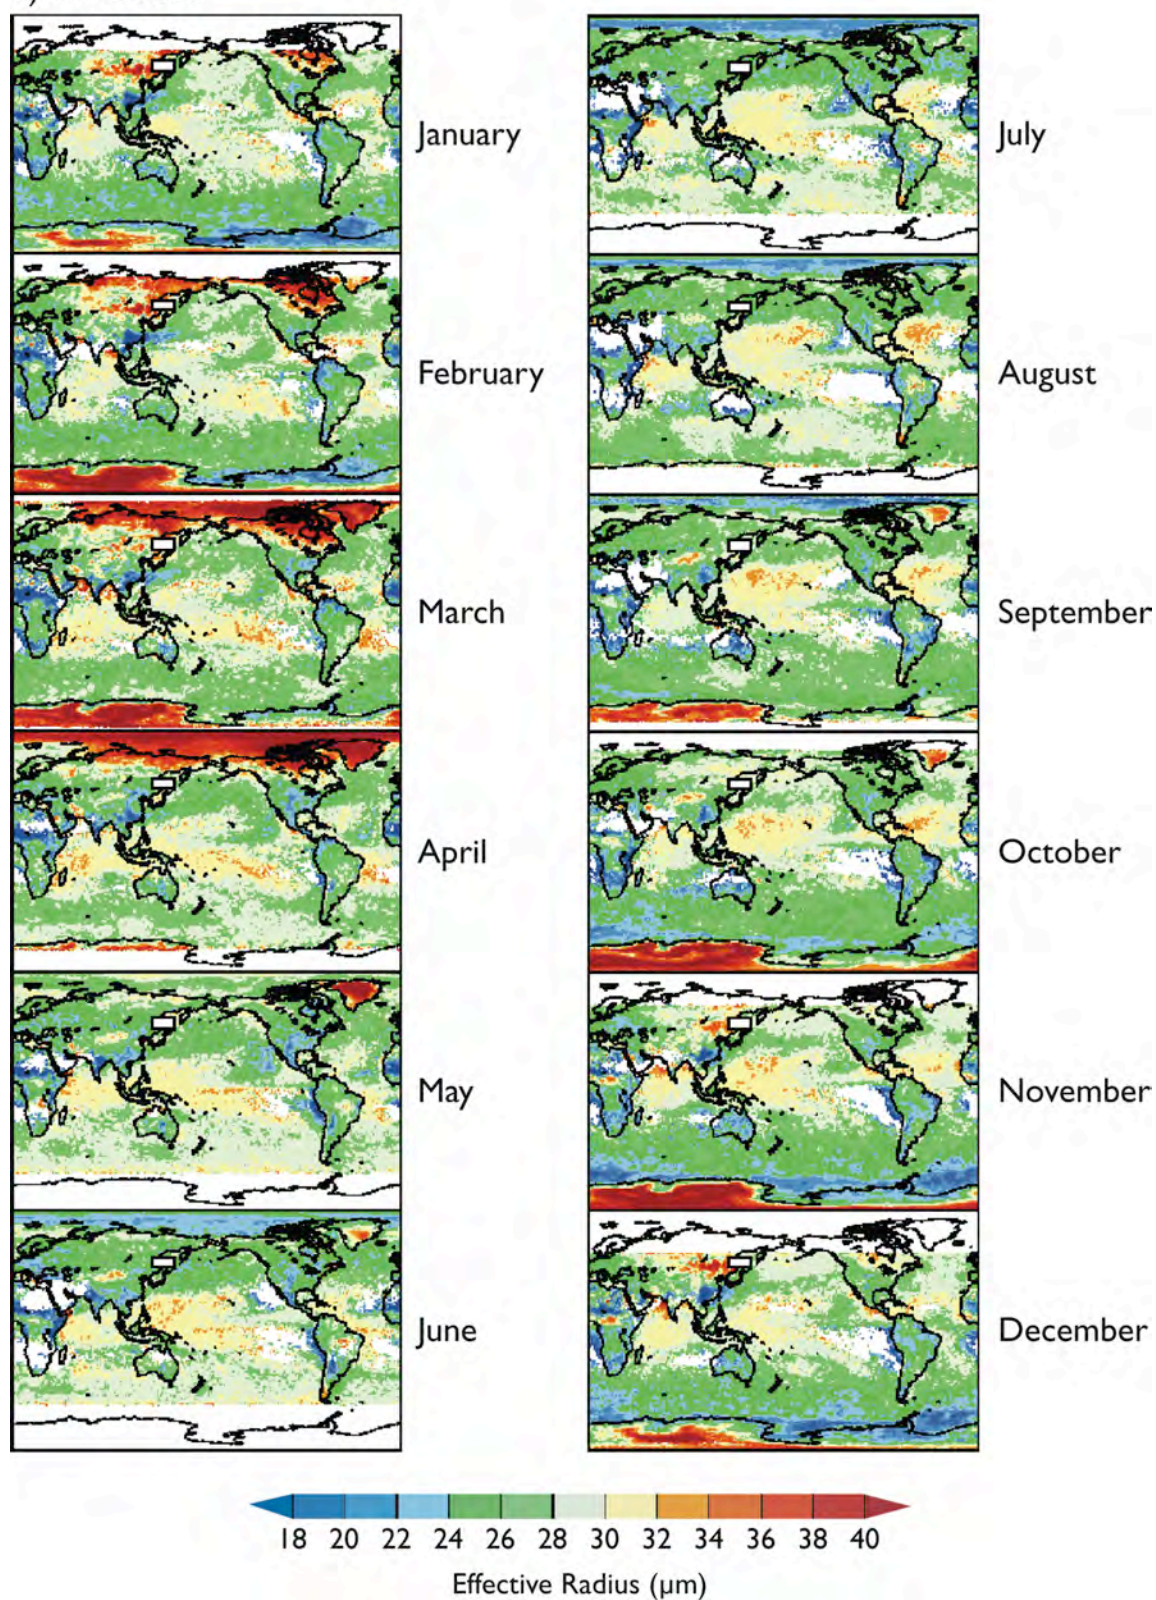 January
July
February
August
March
September
April
October
May
November
June
December
18 20 22 24 26 28 30 32 34 36 38 40
Effective Radius (µm)